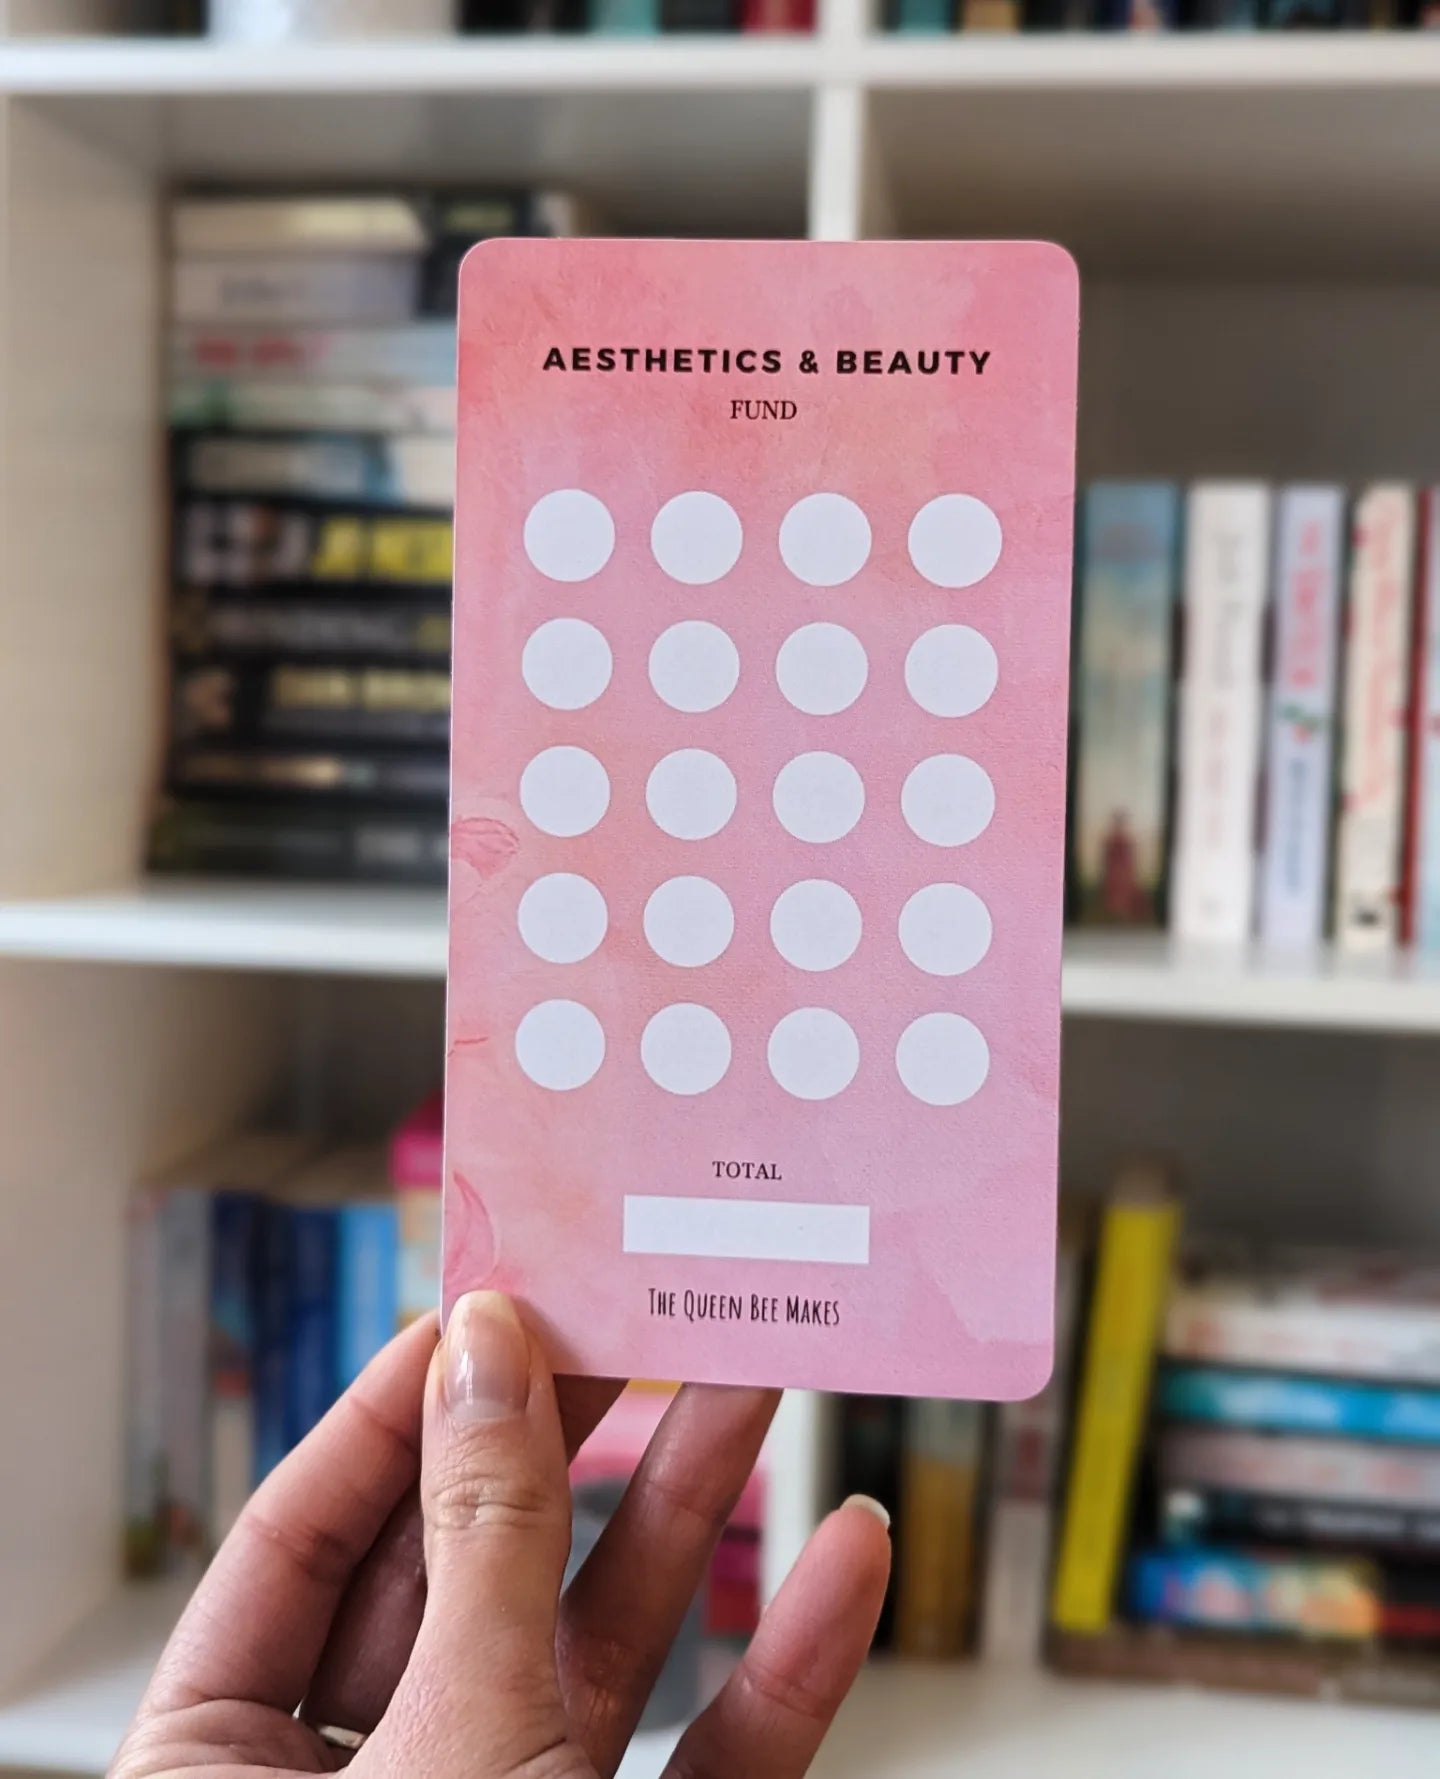 AESTHETICS & BEAUTY
FUND
TOTAL
THE QUEEN BEE MAKES